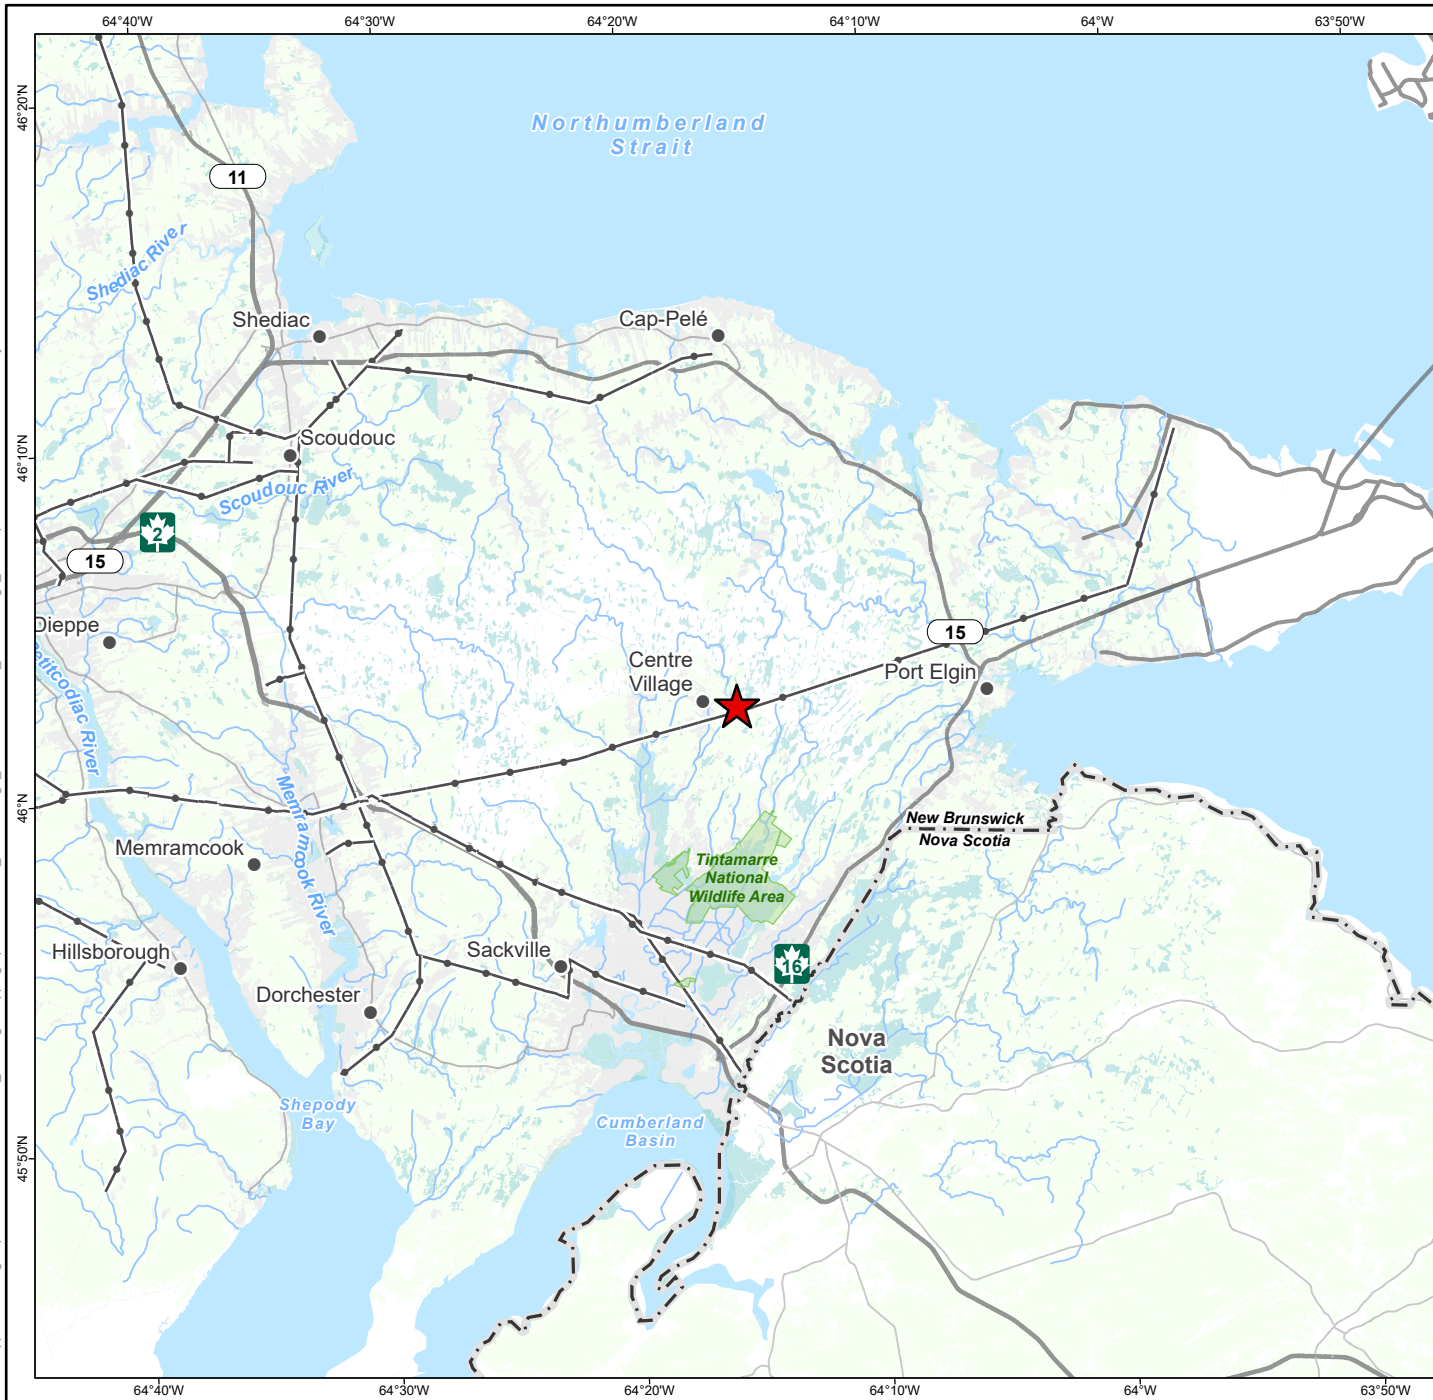 64°40'W
64°30'W
64°20'W
64°10'W
64°W
63°50'W
46°20'N
Northumberland
Strait
11
Shediac River
Shediac
Cap-Pelé
Scoudouc
46°10'N
Scoudouc River
2
15
Dieppe
15
Centre
Village
Port Elgin
etitcodiac River
46°N
Memramcook River
New Brunswick
Nova Scotia
Memramcook
Tintamarre
National
Wildlife Area
Hillsborough
Sackville
16
Dorchester
Nova
Scotia
Shepody
Bay
Cumberland
Basin
45°50'N
64°40'W
64°30'W
64°20'W
64°10'W
64°W
63°50'W